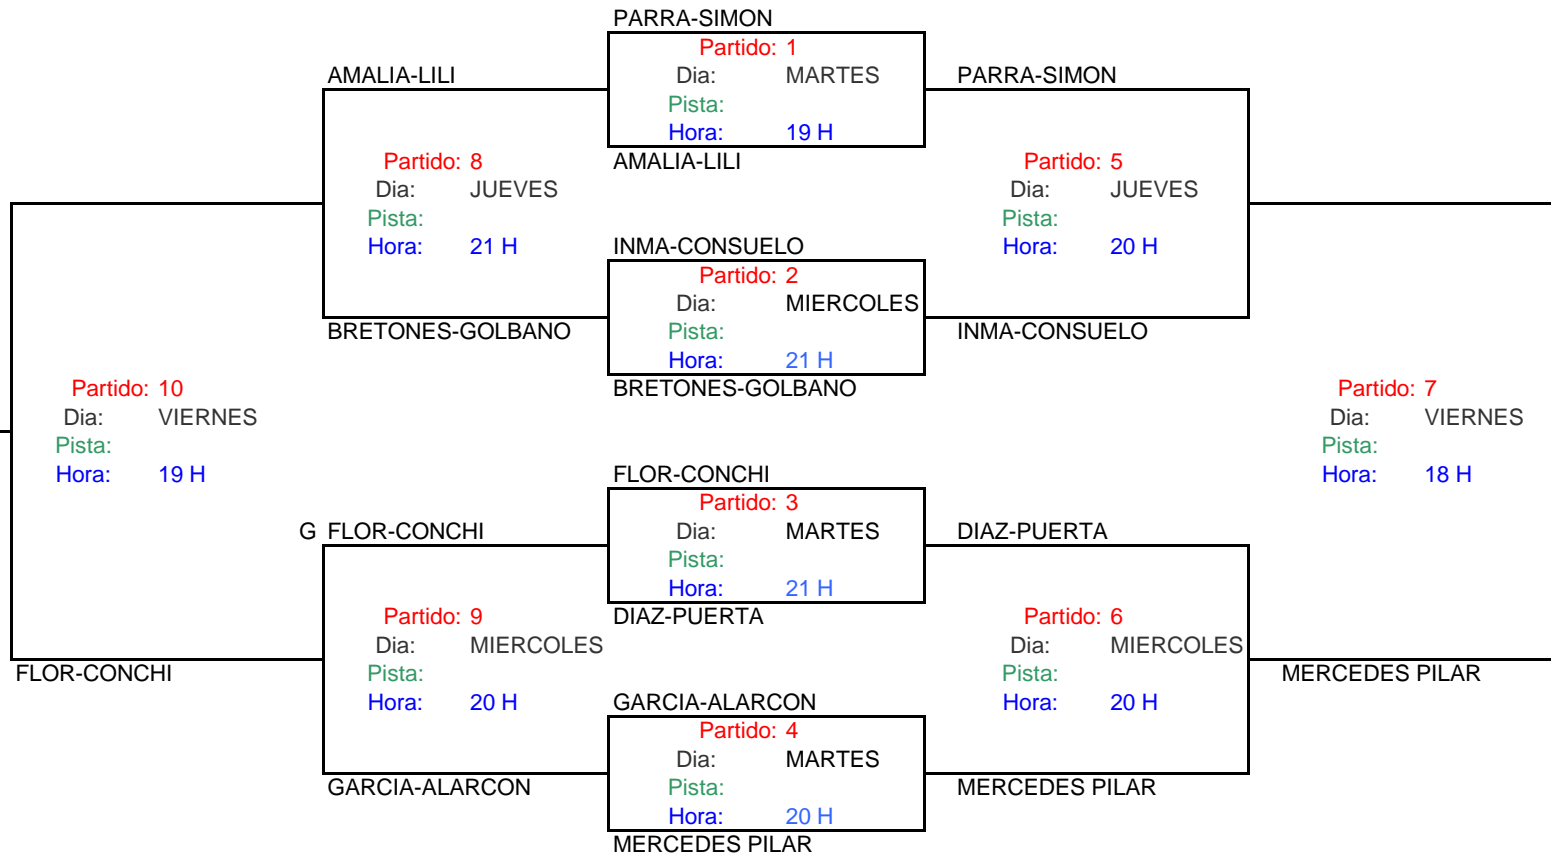 PARRA-SIMON
Partido: 1
AMALIA-LILI Dia: MARTES PARRA-SIMON
Pista:
Hora: 19 H
Partido: 8 AMALIA-LILI Partido: 5
Dia: JUEVES Dia: JUEVES
Pista: Pista:
Hora: 21 H INMA-CONSUELO Hora: 20 H
Partido: 2
Dia: MIERCOLES
BRETONES-GOLBANO Pista: INMA-CONSUELO
Hora: 21 H
Partido: 10 BRETONES-GOLBANO Partido: 7
Dia: VIERNES Dia: VIERNES
Pista: Pista:
Hora: 19 H FLOR-CONCHI Hora: 18 H
Partido: 3
G FLOR-CONCHI Dia: MARTES DIAZ-PUERTA
Pista:
Hora: 21 H
Partido: 9 DIAZ-PUERTA Partido: 6
Dia: MIERCOLES Dia: MIERCOLES
FLOR-CONCHI Pista: Pista: MERCEDES PILAR
Hora: 20 H GARCIA-ALARCON Hora: 20 H
Partido: 4
Dia: MARTES
GARCIA-ALARCON Pista: MERCEDES PILAR
Hora: 20 H
MERCEDES PILAR